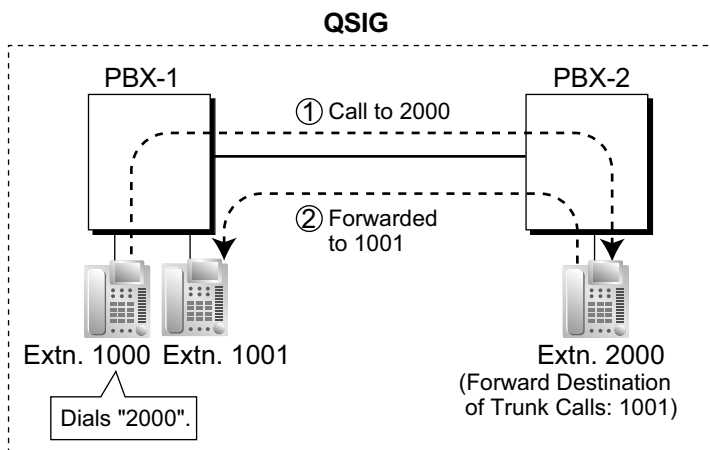 QSIG
PBX-1
PBX-2
① Call to 2000
② Forwarded
to 1001
Extn. 1000
Extn. 1001
Extn. 2000
(Forward Destination
of Trunk Calls: 1001)
Dials "2000".